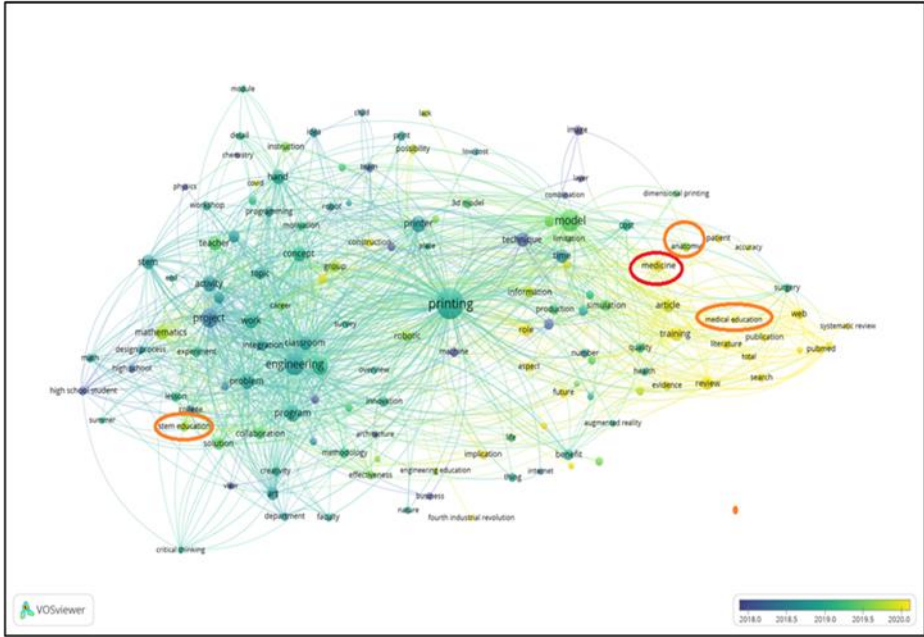 module
shift
lack
detail
idea
print
image
instruction
possibility
low cost
chemistry
team
layer
physics
covid
hand
combination
dimensional printing
workshop
programming
robot
3d model
motivation
printer
model
cost
teacher
construction
place
technique
limitation
anatomy
patient
accuracy
stem
concept
time
group
medicine
topic
activity
information
surgery
career
printing
production
simulation
article
project
work
medical education
web
survey
role
mathematics
robotic
training
systematic review
integration
classroom
literature
publication
main
design process
experiment
machine
number
quality
total
pubmed
high school
engineering
overview
aspect
health
problem
evidence
review
search
high school student
lesson
innovation
future
college
program
summer
stem education
augmented reality
collaboration
architecture
life
solution
methodology
implication
benefit
creativity
effectiveness
engineering education
thing
internet
art
business
department
faculty
nature
fourth industrial revolution
critical thinking
VOSviewer
2018.0 2018.5 2019.0 2019.5 2020.0